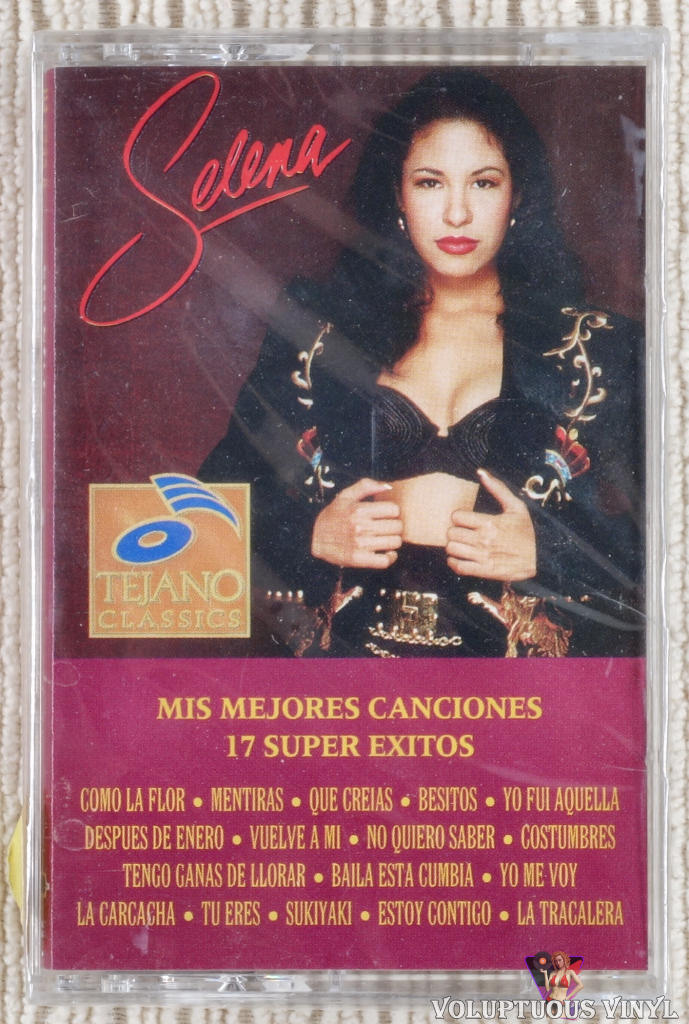 Selena
TEJANO
CLASSICS
MIS MEJORES CANCIONES
17 SUPER EXITOS
COMO LA FLOR • MENTIRAS • QUE CREIAS • BESITOS • YO FUI AQUELLA
DESPUES DE ENERO • VUELVE A MI • NO QUIERO SABER • COSTUMBRES
TENGO GANAS DE LLORAR • BAILA ESTA CUMBIA • YO ME VOY
LA CARCACHA • TU ERES • SUKIYAKI • ESTOY CONTIGO • LA TRACALERA
VOLUPTUOUS VINYL